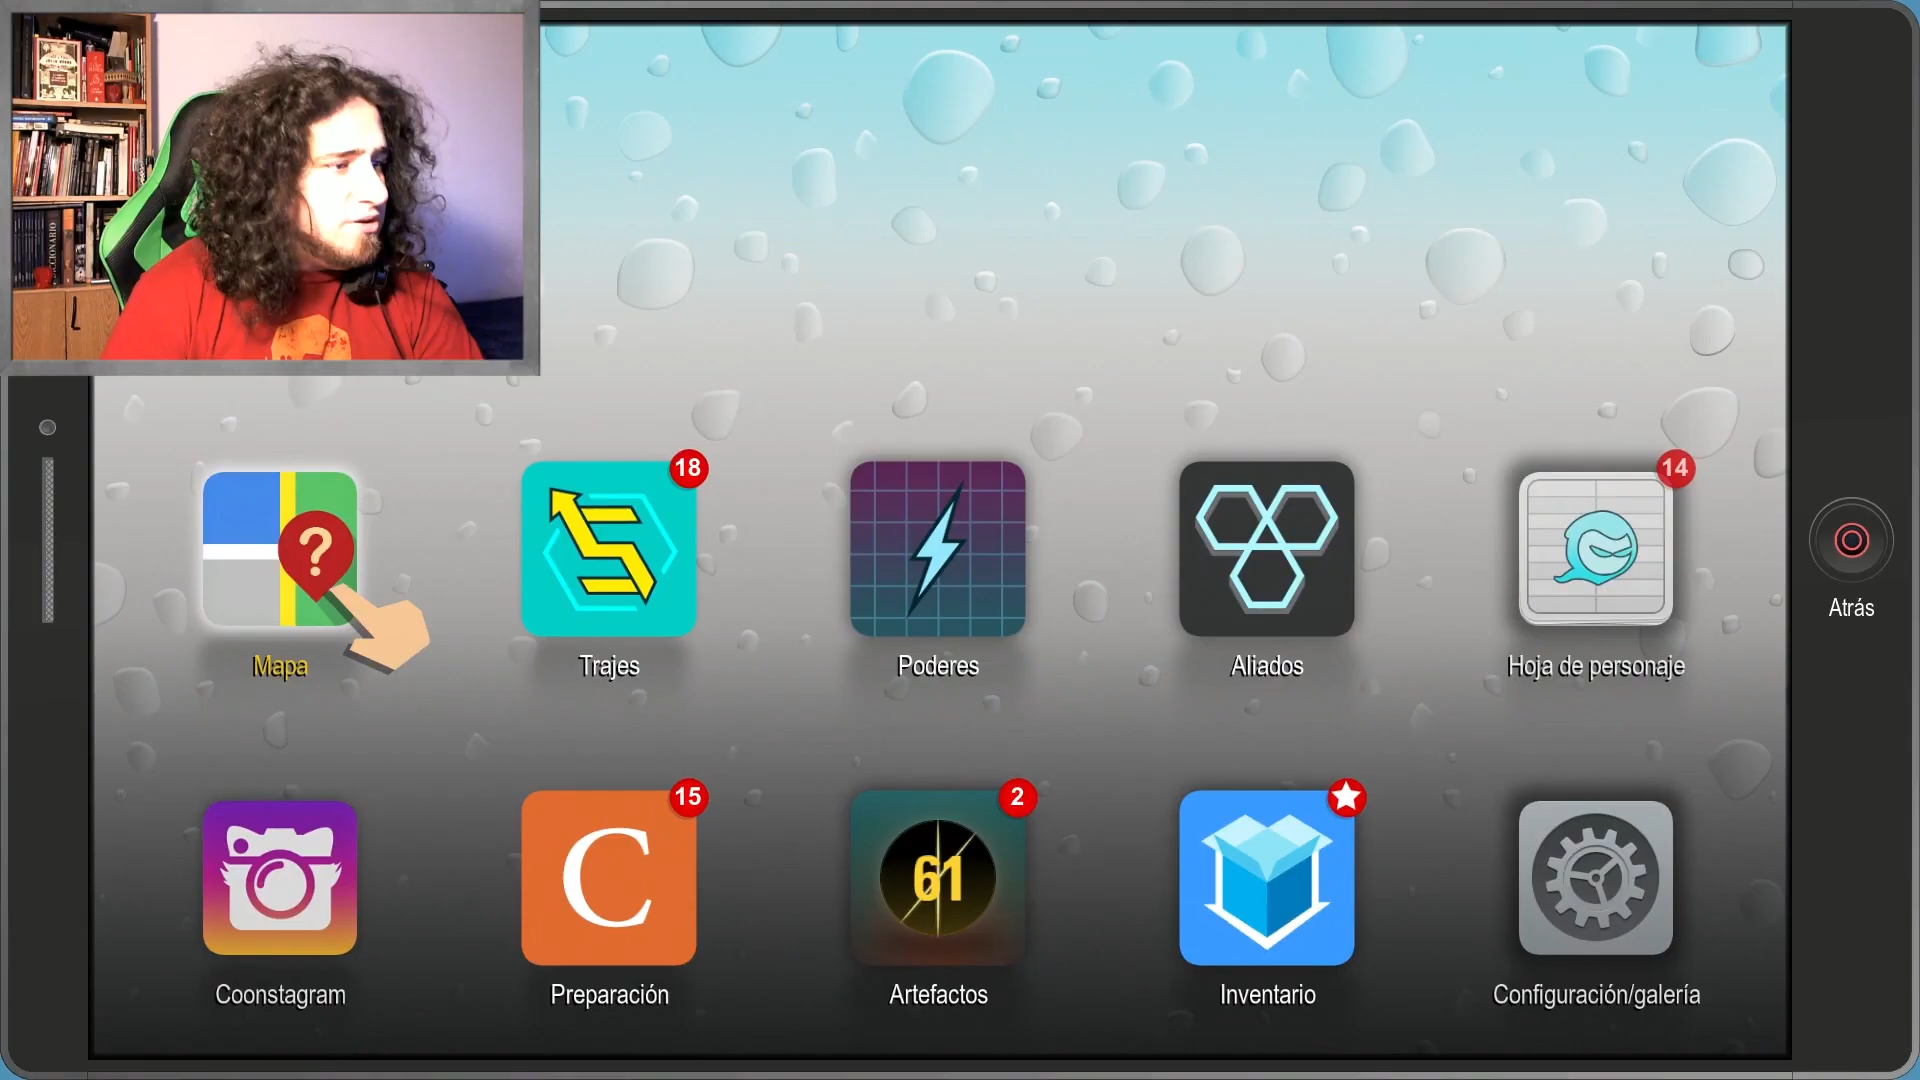 DICCIONARIO
18
14
?
Mapa
Trajes
Poderes
Aliados
Hoja de personaje
Atrás
15
2
C
61
Coonstagram
Preparación
Artefactos
Inventario
Configuración/galería